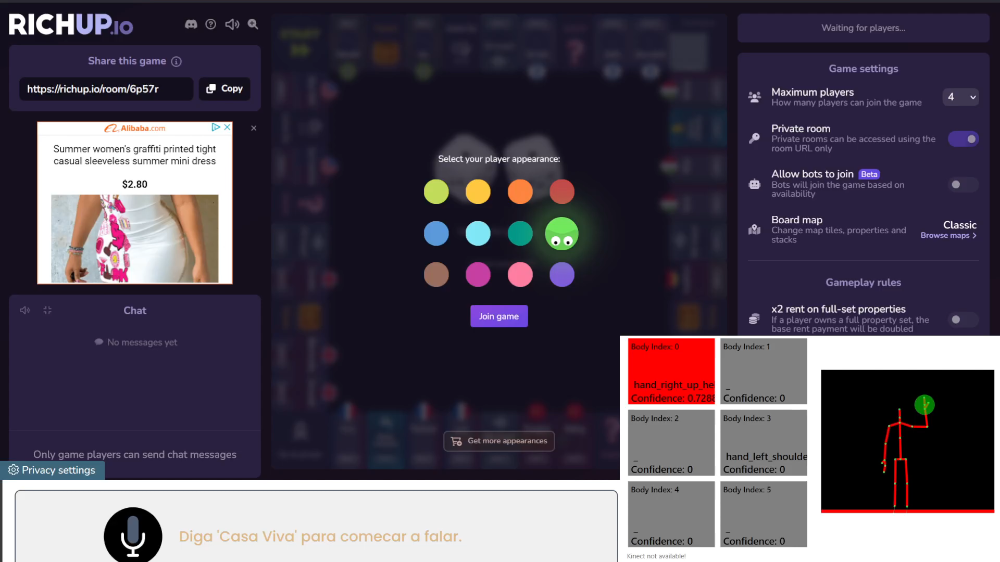 RICHUP.IO
Share this game
https://richup.io/room/6p57r
Copy
Alibaba.com
Summer women's graffiti printed tight
casual sleeveless summer mini dress
$2.80
Chat
No messages yet
Only game players can send chat messages
Privacy settings
START
Select your player appearance:
Join game
Get more appearances
Waiting for players...
Game settings
Maximum players
How many players can join the game
4
Private room
Private rooms can be accessed using the
room URL only
Allow bots to join Beta
Bots will join the game based on
availability
Board map
Change map tiles, properties and
stacks
Classic
Browse maps
Gameplay rules
x2 rent on full-set properties
If a player owns a full property set, the
base rent payment will be doubled
Body Index: 0
hand_right_up_he
Confidence: 0.7288
Body Index: 1
_
Confidence: 0
Body Index: 2
_
Confidence: 0
Body Index: 3
hand_left_shoulde
Confidence: 0
Body Index: 4
_
Confidence: 0
Body Index: 5
_
Confidence: 0
Kinect not available!
Diga 'Casa Viva' para comecar a falar.